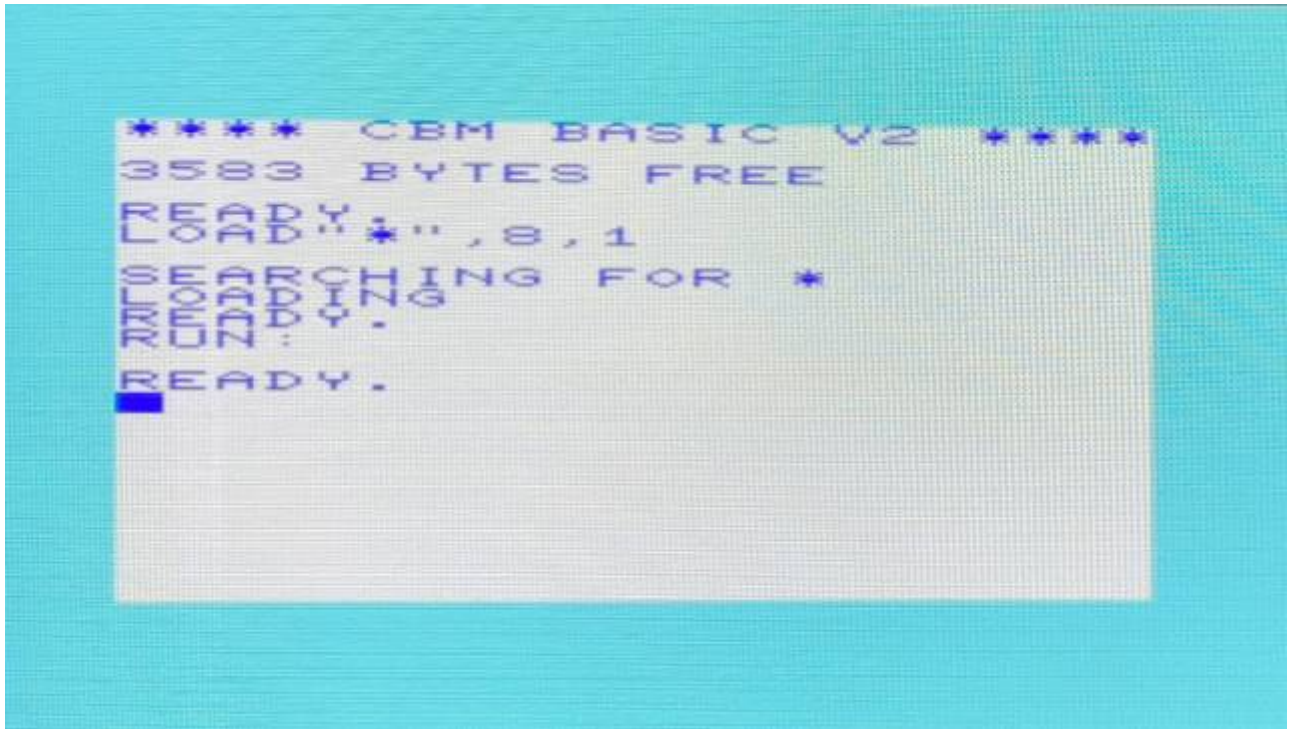 **** CBM BASIC V2 ****
3583 BYTES FREE
READY.
LOAD"*",8,1
SEARCHING FOR *
LOADING
READY.
RUN:
READY.